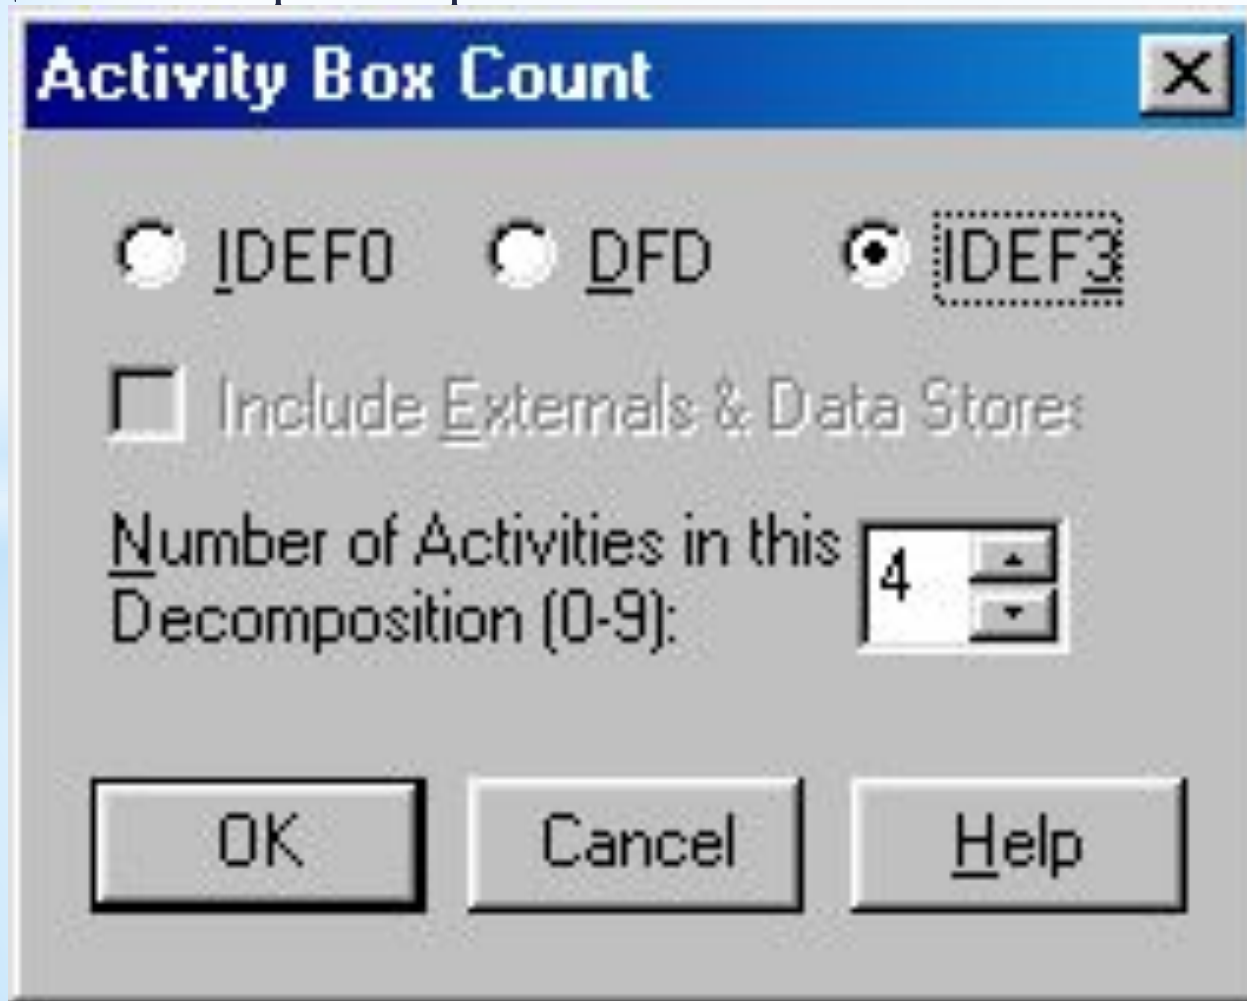 Activity Box Count
IDEF0 DFD IDEF3
Include Externals & Data Stores
Number of Activities in this
Decomposition (0-9):
4
OK Cancel Help